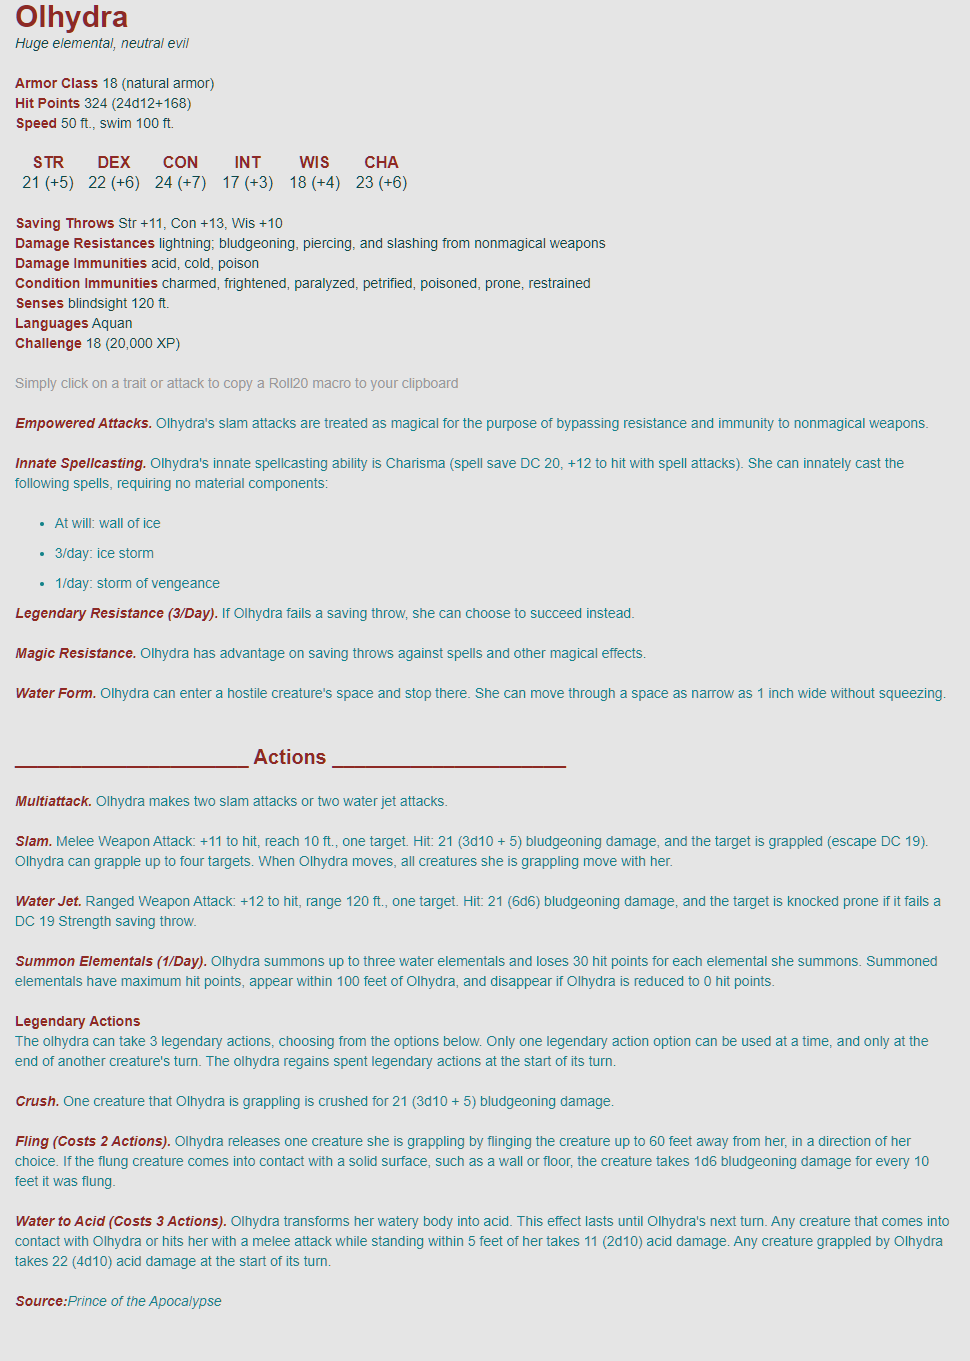 Olhydra
Huge elemental, neutral evil
Armor Class 18 (natural armor)
Hit Points 324 (24d12+168)
Speed 50 ft., swim 100 ft.
STR DEX CON INT WIS CHA
21 (+5) 22 (+6) 24 (+7) 17 (+3) 18 (+4) 23 (+6)
Saving Throws Str +11, Con +13, Wis +10
Damage Resistances lightning; bludgeoning, piercing, and slashing from nonmagical weapons
Damage Immunities acid, cold, poison
Condition Immunities charmed, frightened, paralyzed, petrified, poisoned, prone, restrained
Senses blindsight 120 ft.
Languages Aquan
Challenge 18 (20,000 XP)
Simply click on a trait or attack to copy a Roll20 macro to your clipboard
Empowered Attacks. Olhydra's slam attacks are treated as magical for the purpose of bypassing resistance and immunity to nonmagical weapons.
Innate Spellcasting. Olhydra's innate spellcasting ability is Charisma (spell save DC 20, +12 to hit with spell attacks). She can innately cast the
following spells, requiring no material components:
• At will: wall of ice
• 3/day: ice storm
• 1/day: storm of vengeance
Legendary Resistance (3/Day). If Olhydra fails a saving throw, she can choose to succeed instead.
Magic Resistance. Olhydra has advantage on saving throws against spells and other magical effects.
Water Form. Olhydra can enter a hostile creature's space and stop there. She can move through a space as narrow as 1 inch wide without squeezing.
_____________________ Actions _____________________
Multiattack. Olhydra makes two slam attacks or two water jet attacks.
Slam. Melee Weapon Attack: +11 to hit, reach 10 ft., one target. Hit: 21 (3d10 + 5) bludgeoning damage, and the target is grappled (escape DC 19).
Olhydra can grapple up to four targets. When Olhydra moves, all creatures she is grappling move with her.
Water Jet. Ranged Weapon Attack: +12 to hit, range 120 ft., one target. Hit: 21 (6d6) bludgeoning damage, and the target is knocked prone if it fails a
DC 19 Strength saving throw.
Summon Elementals (1/Day). Olhydra summons up to three water elementals and loses 30 hit points for each elemental she summons. Summoned
elementals have maximum hit points, appear within 100 feet of Olhydra, and disappear if Olhydra is reduced to 0 hit points.
Legendary Actions
The olhydra can take 3 legendary actions, choosing from the options below. Only one legendary action option can be used at a time, and only at the
end of another creature's turn. The olhydra regains spent legendary actions at the start of its turn.
Crush. One creature that Olhydra is grappling is crushed for 21 (3d10 + 5) bludgeoning damage.
Fling (Costs 2 Actions). Olhydra releases one creature she is grappling by flinging the creature up to 60 feet away from her, in a direction of her
choice. If the flung creature comes into contact with a solid surface, such as a wall or floor, the creature takes 1d6 bludgeoning damage for every 10
feet it was flung.
Water to Acid (Costs 3 Actions). Olhydra transforms her watery body into acid. This effect lasts until Olhydra's next turn. Any creature that comes into
contact with Olhydra or hits her with a melee attack while standing within 5 feet of her takes 11 (2d10) acid damage. Any creature grappled by Olhydra
takes 22 (4d10) acid damage at the start of its turn.
Source:Prince of the Apocalypse